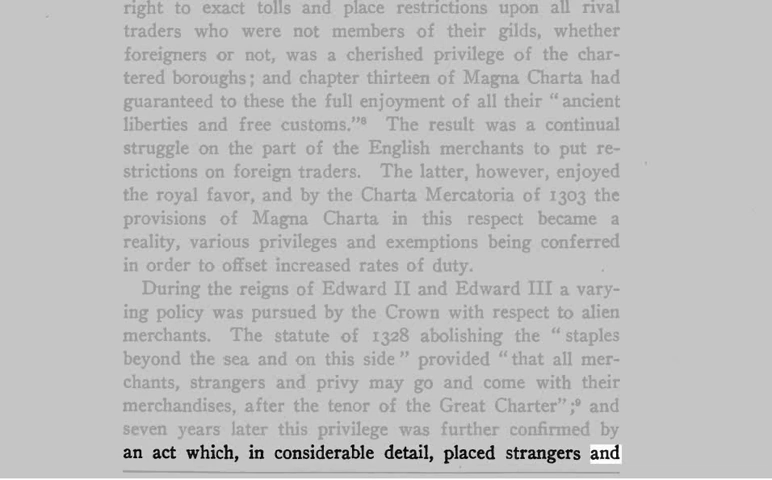 right to exact tolls and place restrictions upon all rival
traders who were not members of their gilds, whether
foreigners or not, was a cherished privilege of the char-
tered boroughs; and chapter thirteen of Magna Charta had
guaranteed to these the full enjoyment of all their "ancient
liberties and free customs."⁸ The result was a continual
struggle on the part of the English merchants to put re-
strictions on foreign traders. The latter, however, enjoyed
the royal favor, and by the Charta Mercatoria of 1303 the
provisions of Magna Charta in this respect became a
reality, various privileges and exemptions being conferred
in order to offset increased rates of duty.
During the reigns of Edward II and Edward III a vary-
ing policy was pursued by the Crown with respect to alien
merchants. The statute of 1328 abolishing the "staples
beyond the sea and on this side" provided "that all mer-
chants, strangers and privy may go and come with their
merchandises, after the tenor of the Great Charter";⁹ and
seven years later this privilege was further confirmed by
an act which, in considerable detail, placed strangers and